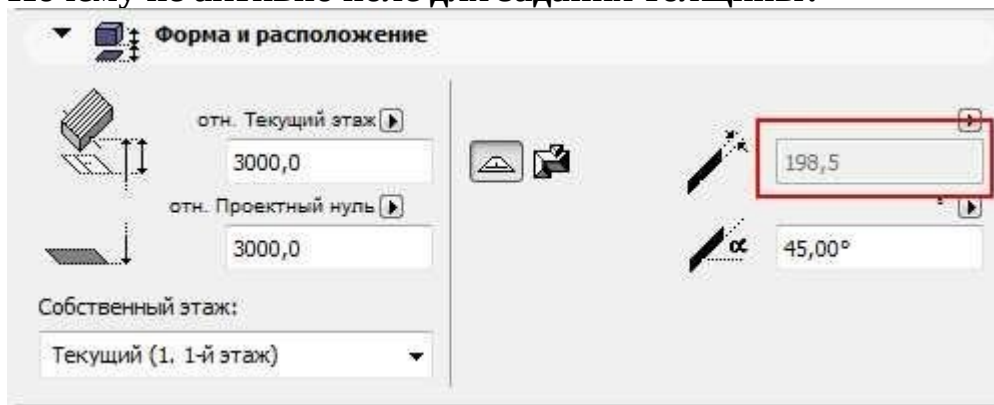 Почему не активно поле для задания толщины?
Форма и расположение
отн. Текущий этаж
3000,0
198,5
отн. Проектный нуль
3000,0
α
45,00°
Собственный этаж:
Текущий (1. 1-й этаж)